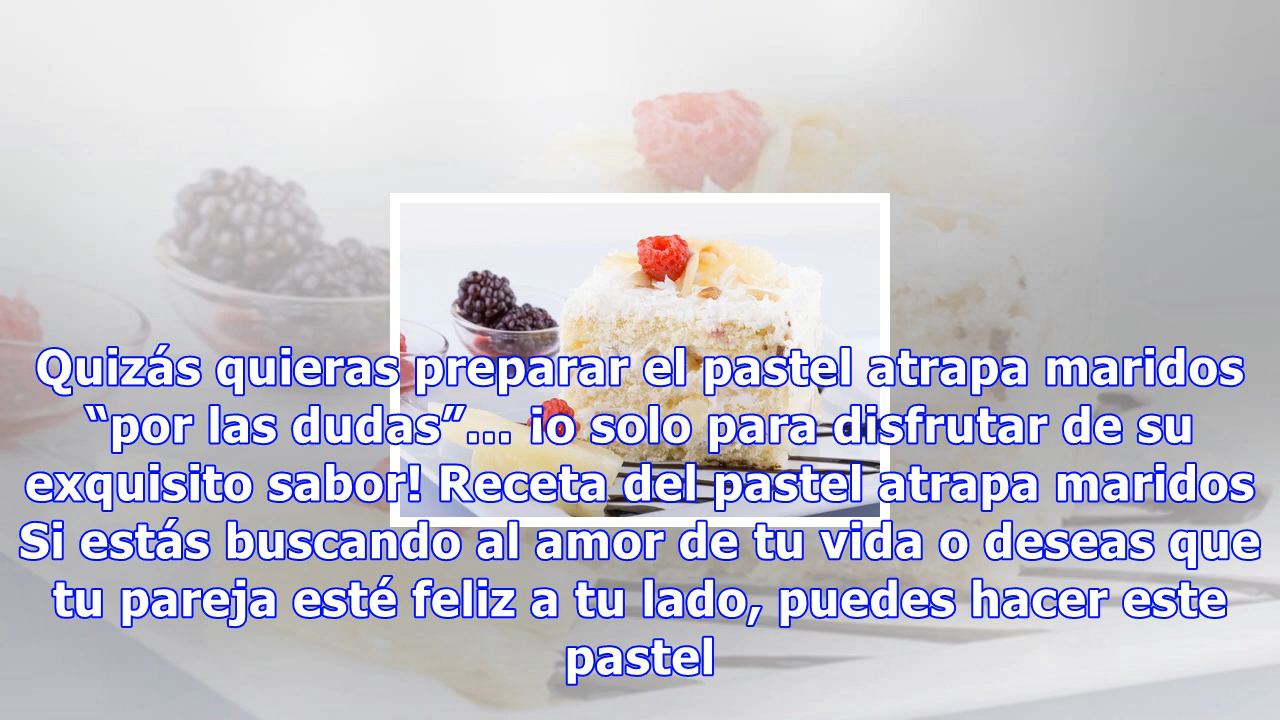 Quizás quieras preparar el pastel atrapa maridos
“por las dudas”... ¡o solo para disfrutar de su
exquisito sabor! Receta del pastel atrapa maridos
Si estás buscando al amor de tu vida o deseas que
tu pareja esté feliz a tu lado, puedes hacer este
pastel